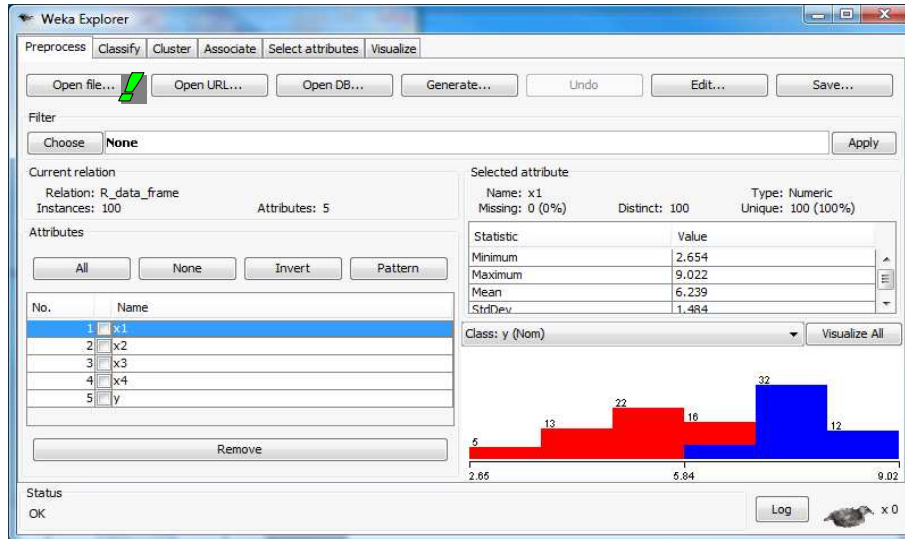 Weka Explorer
Preprocess Classify Cluster Associate Select attributes Visualize
Open file... Open URL... Open DB... Generate... Undo Edit... Save...
Filter
Choose None Apply
Current relation
Relation: R_data_frame
Instances: 100 Attributes: 5
Attributes
All None Invert Pattern
No. Name
1 x1
2 x2
3 x3
4 x4
5 y
Remove
Selected attribute
Name: x1 Type: Numeric
Missing: 0 (0%) Distinct: 100 Unique: 100 (100%)
Statistic Value
Minimum 2.654
Maximum 9.022
Mean 6.239
StdDev 1.484
Class: y (Nom) Visualize All
5 13 22 16 32 12
2.65 5.84 9.02
Status
OK
Log x 0